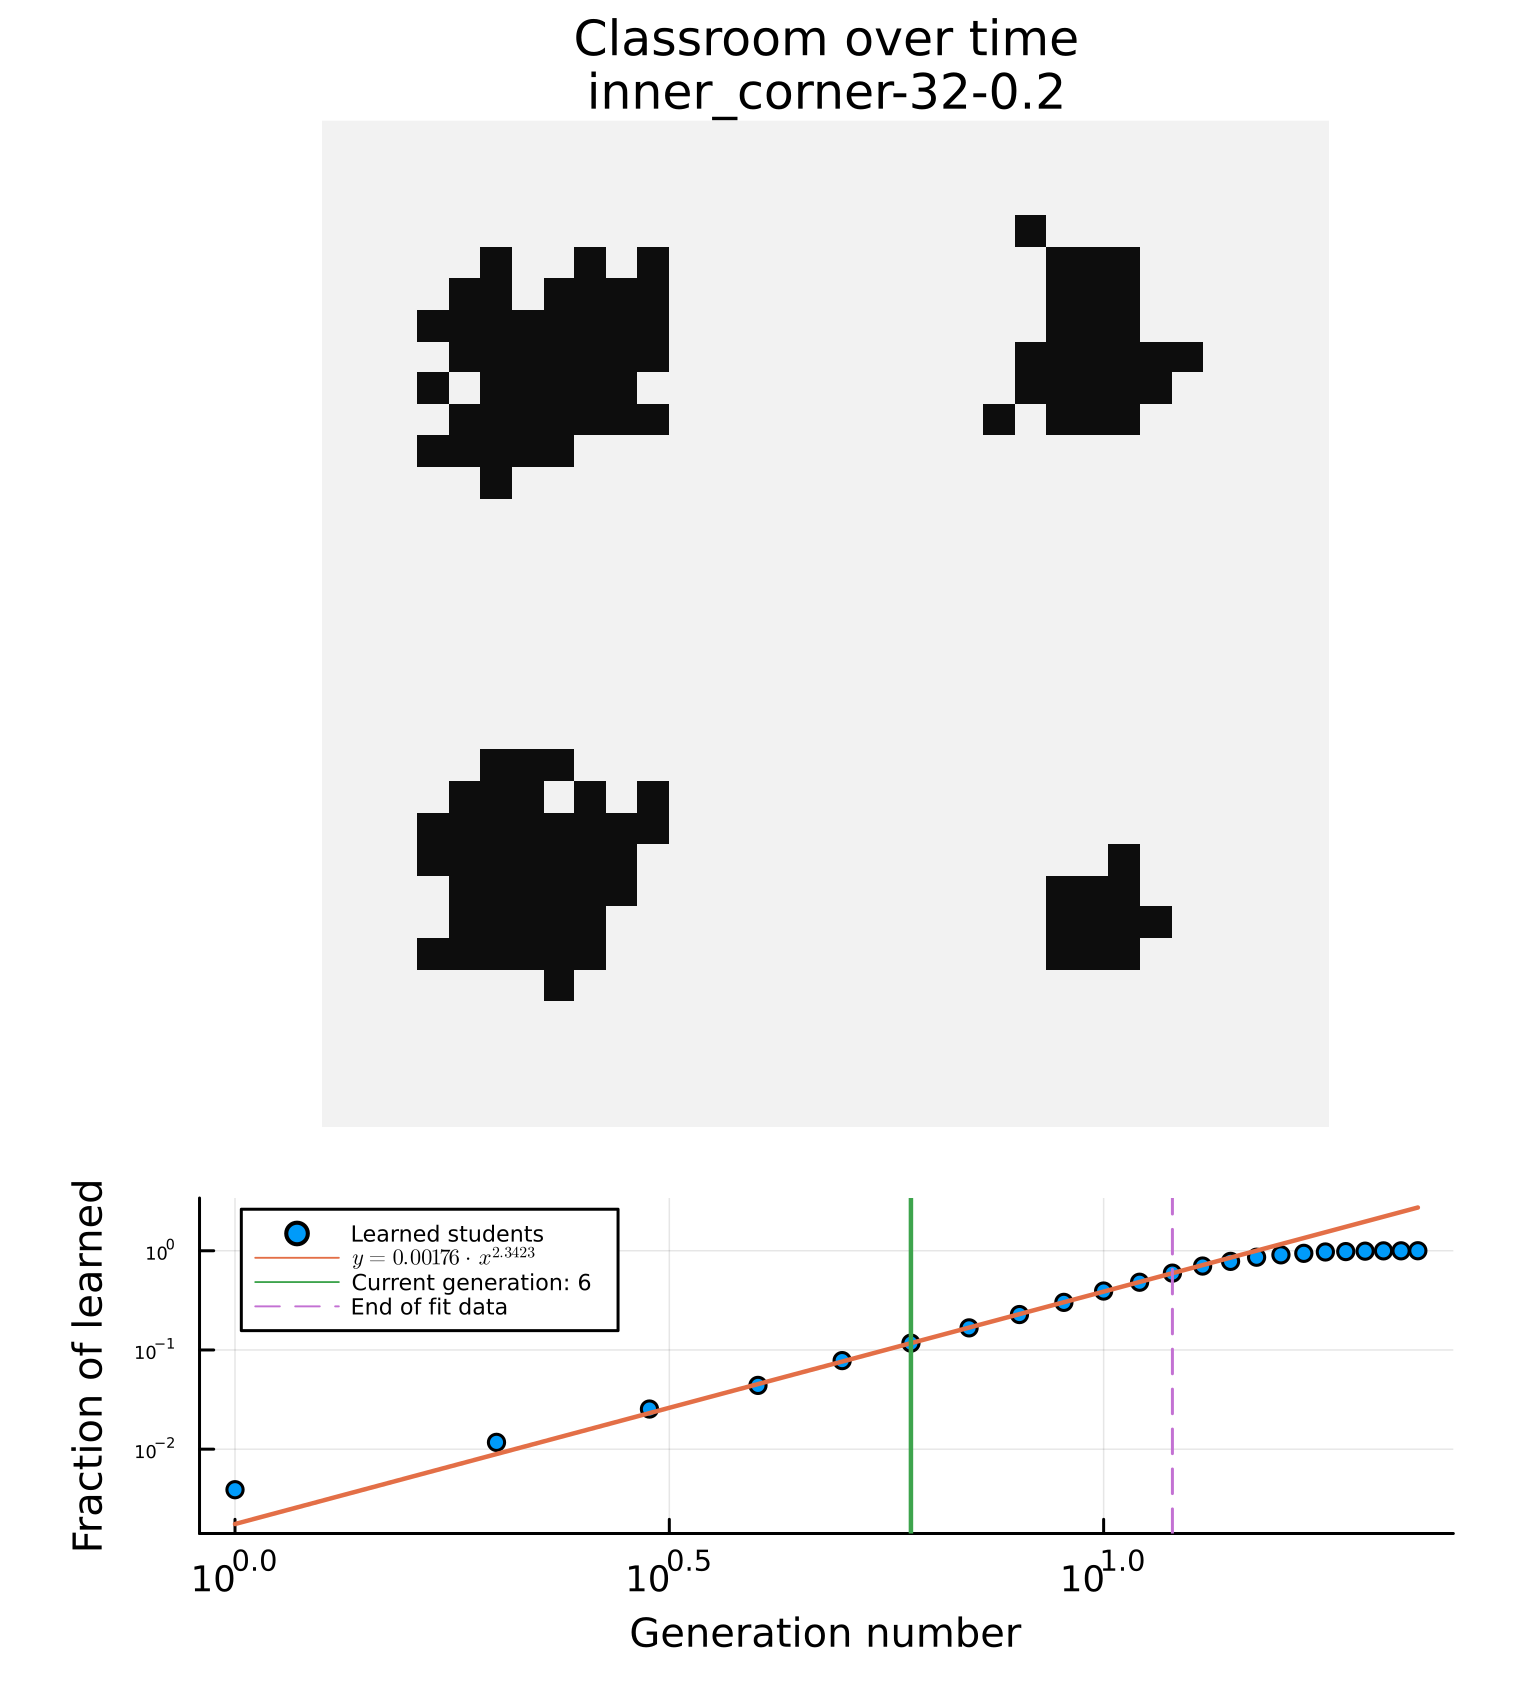 Classroom over time
inner_corner-32-0.2
Fraction of learned
Learned students
y = 0.00176 · x^2.3423
Current generation: 6
End of fit data
10^0
10^−1
10^−2
10^0.0
10^0.5
10^1.0
Generation number